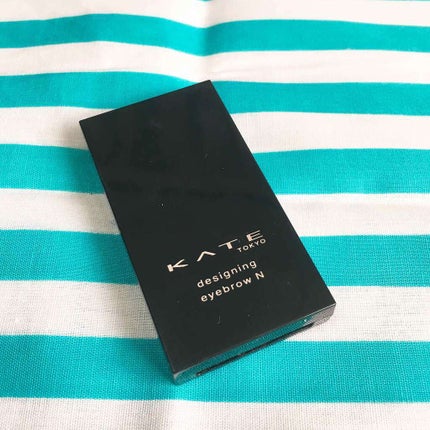 KATE
TOKYO
designing
eyebrow N